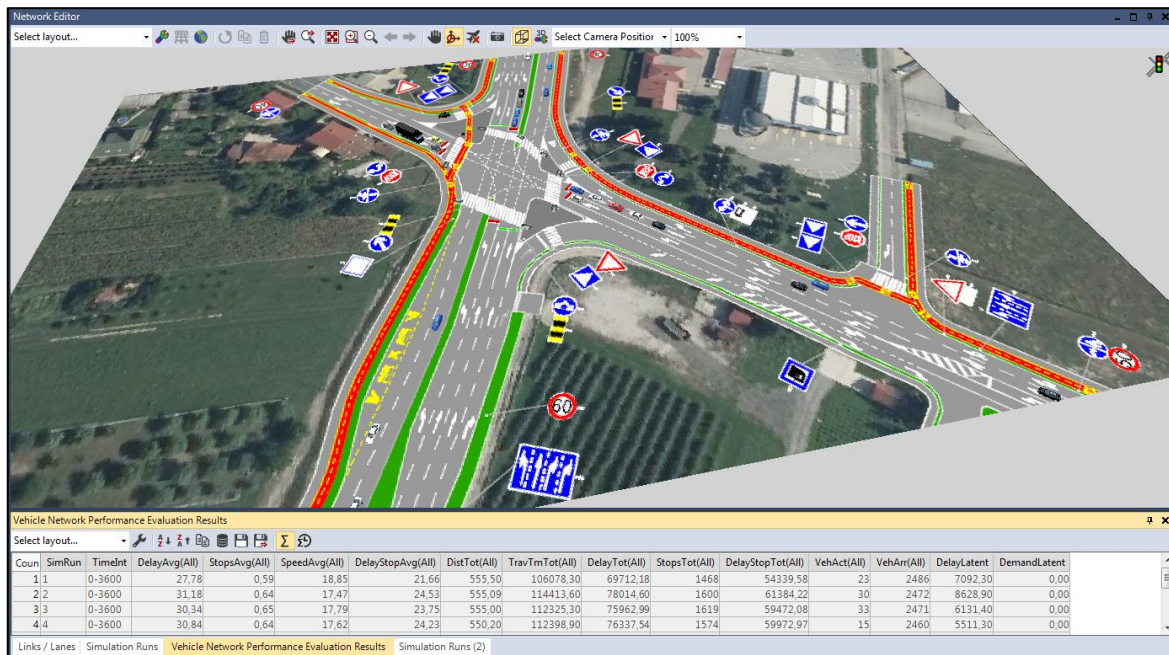 Network Editor
Select layout... Select Camera Position 100%
60
Vehicle Network Performance Evaluation Results
Select layout...
Coun SimRun TimeInt DelayAvg(All) StopsAvg(All) SpeedAvg(All) DelayStopAvg(All) DistTot(All) TravTmTot(All) DelayTot(All) StopsTot(All) DelayStopTot(All) VehAct(All) VehArr(All) DelayLatent DemandLatent
1 1 0-3600 27,78 0,59 18,85 21,66 555,50 106078,30 69712,18 1468 54339,58 23 2486 7092,30 0,00
2 2 0-3600 31,18 0,64 17,47 24,53 555,09 114413,60 78014,60 1600 61384,22 30 2472 8628,90 0,00
3 3 0-3600 30,34 0,65 17,79 23,75 555,00 112325,30 75962,99 1619 59472,08 33 2471 6131,40 0,00
4 4 0-3600 30,84 0,64 17,62 24,23 550,20 112398,90 76337,54 1574 59972,97 15 2460 5511,30 0,00
Links / Lanes Simulation Runs Vehicle Network Performance Evaluation Results Simulation Runs (2)